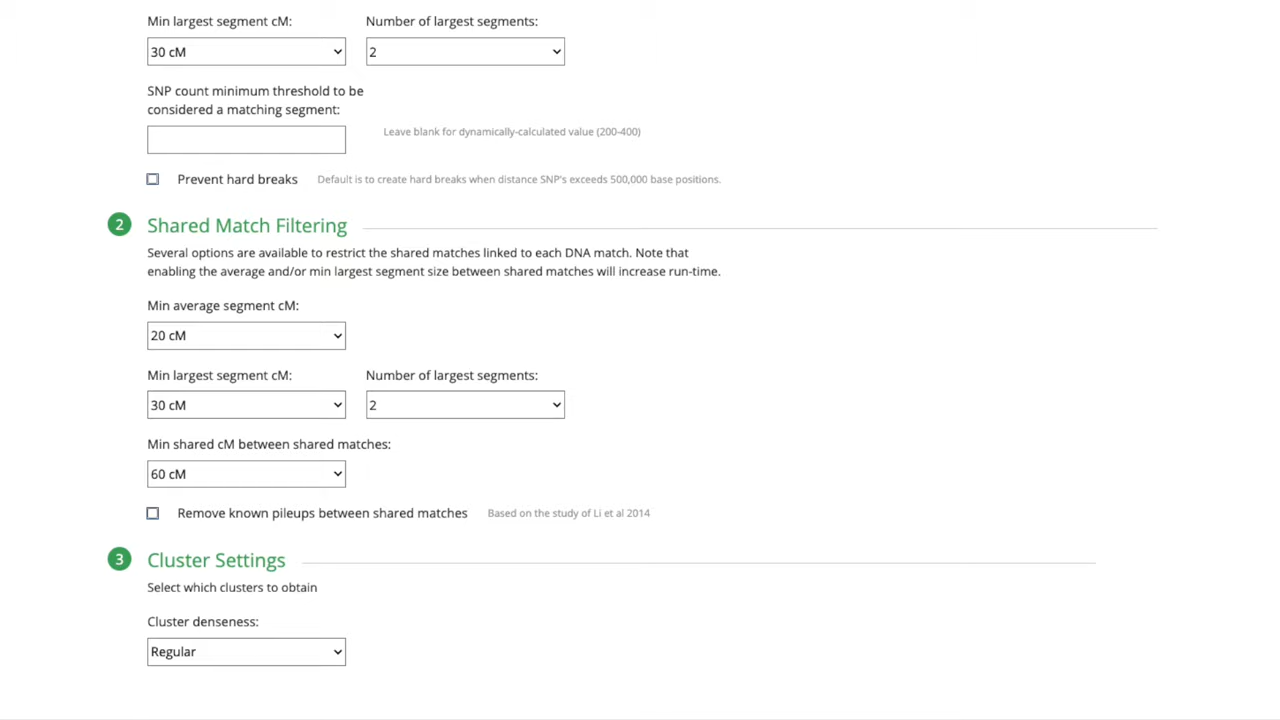 Min largest segment cM: Number of largest segments:
30 cM 2
SNP count minimum threshold to be
considered a matching segment:
Leave blank for dynamically-calculated value (200-400)
Prevent hard breaks Default is to create hard breaks when distance SNP's exceeds 500,000 base positions.
2 Shared Match Filtering
Several options are available to restrict the shared matches linked to each DNA match. Note that
enabling the average and/or min largest segment size between shared matches will increase run-time.
Min average segment cM:
20 cM
Min largest segment cM: Number of largest segments:
30 cM 2
Min shared cM between shared matches:
60 cM
Remove known pileups between shared matches Based on the study of Li et al 2014
3 Cluster Settings
Select which clusters to obtain
Cluster denseness:
Regular